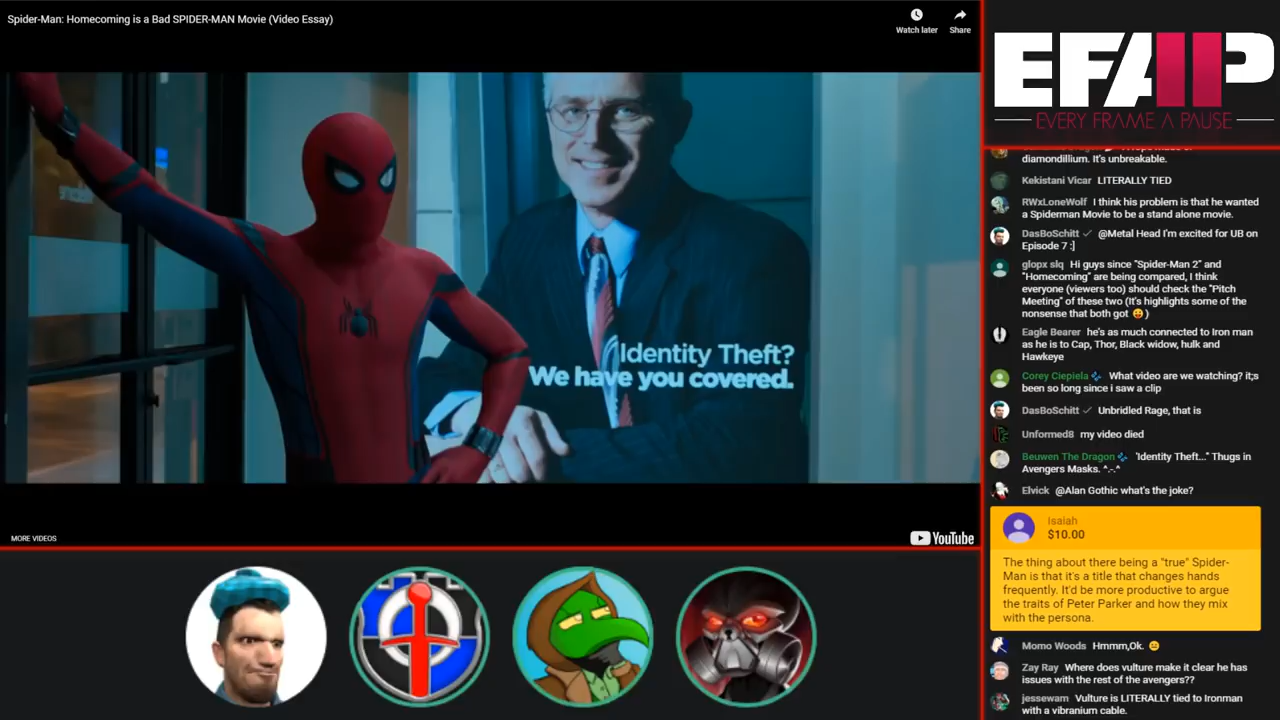 Spider-Man: Homecoming is a Bad SPIDER-MAN Movie (Video Essay)
Watch later
Share
Identity Theft?
We have you covered.
MORE VIDEOS
YouTube
EFAP
EVERY FRAME A PAUSE
diamondillium. It's unbreakable.
Kekistani Vicar LITERALLY TIED
RWxLoneWolf I think his problem is that he wanted
a Spiderman Movie to be a stand alone movie.
DasBoSchitt @Metal Head I'm excited for UB on
Episode 7 :]
glopx slq Hi guys since "Spider-Man 2" and
"Homecoming" are being compared, I think
everyone (viewers too) should check the "Pitch
Meeting" of these two (It's highlights some of the
nonsense that both got 😛 )
Eagle Bearer he's as much connected to Iron man
as he is to Cap, Thor, Black widow, hulk and
Hawkeye
Corey Ciepiela What video are we watching? it;s
been so long since i saw a clip
DasBoSchitt Unbridled Rage, that is
Unformed8 my video died
Beuwen The Dragon 'Identity Theft..." Thugs in
Avengers Masks. ^.-.^
Elvick @Alan Gothic what's the joke?
isaiah
$10.00
The thing about there being a "true" Spider-
Man is that it's a title that changes hands
frequently. It'd be more productive to argue
the traits of Peter Parker and how they mix
with the persona.
Momo Woods Hmmm,Ok. 😐
Zay Ray Where does vulture make it clear he has
issues with the rest of the avengers??
jessewam Vulture is LITERALLY tied to Ironman
with a vibranium cable.